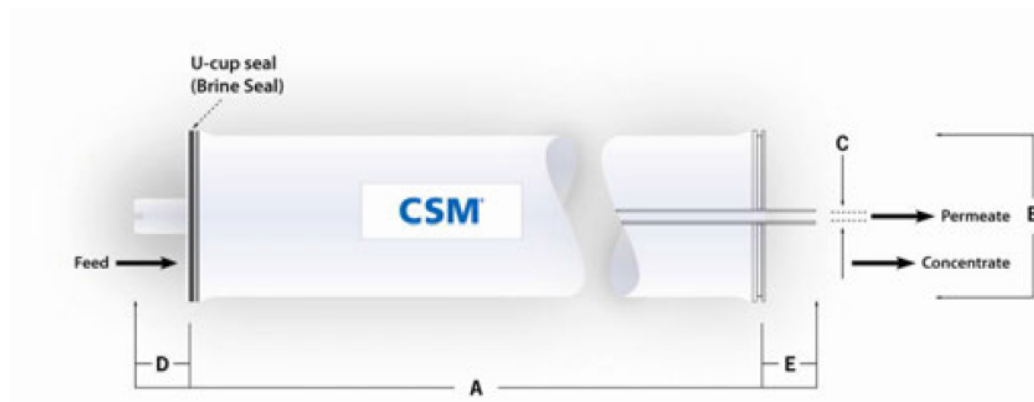 U-cup seal
(Brine Seal)
CSM
C
Permeate
B
Feed
Concentrate
D
E
A